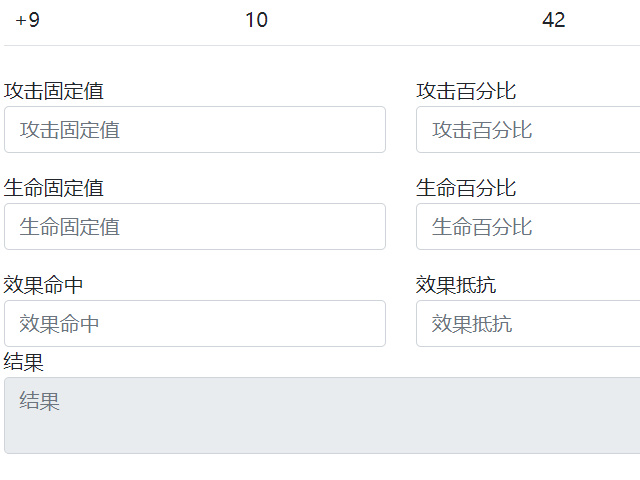 +9 10 42
攻击固定值 攻击百分比
攻击固定值 攻击百分比
生命固定值 生命百分比
生命固定值 生命百分比
效果命中 效果抵抗
效果命中 效果抵抗
结果
结果